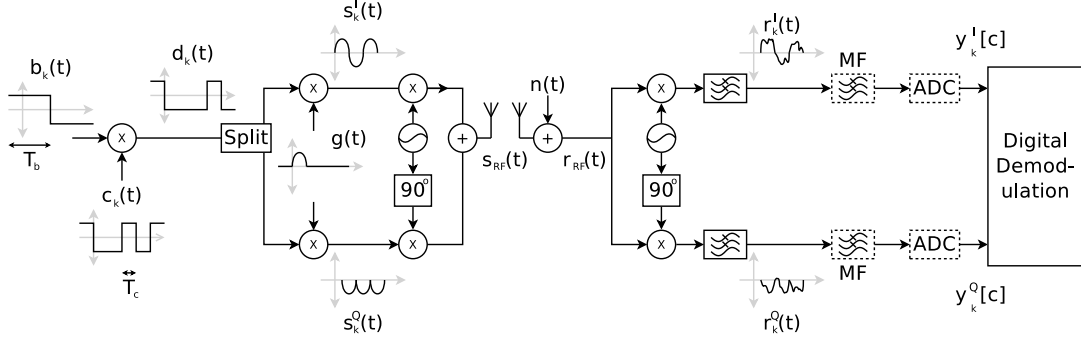 b_k(t)
T_b
X
c_k(t)
T_c
d_k(t)
Split
s_k^I(t)
X
X
g(t)
90°
X
X
s_k^Q(t)
+
s_RF(t)
n(t)
+
r_RF(t)
X
90°
X
r_k^I(t)
r_k^Q(t)
MF
MF
ADC
ADC
y_k^I[c]
y_k^Q[c]
Digital
Demod-
ulation